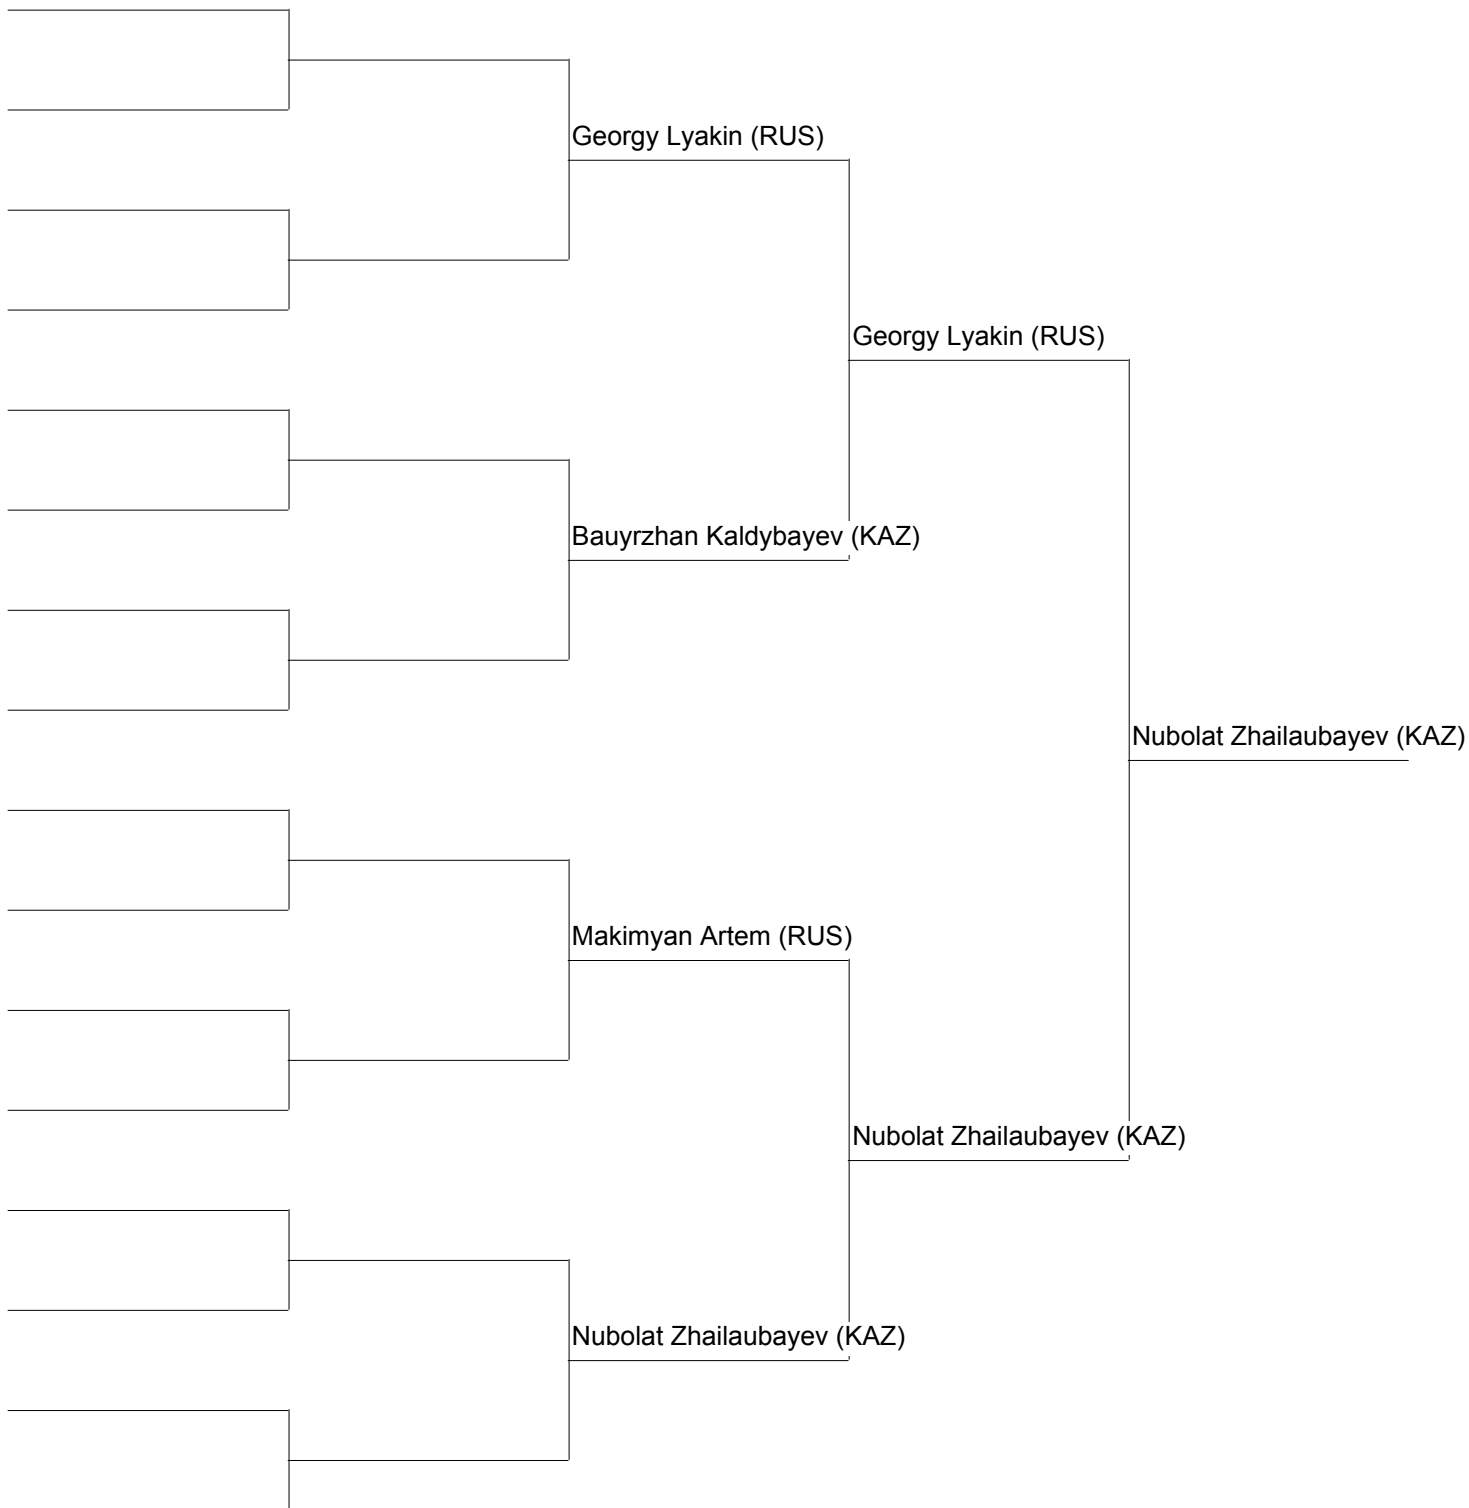 Georgy Lyakin (RUS)
Georgy Lyakin (RUS)
Bauyrzhan Kaldybayev (KAZ)
Nubolat Zhailaubayev (KAZ)
Makimyan Artem (RUS)
Nubolat Zhailaubayev (KAZ)
Nubolat Zhailaubayev (KAZ)